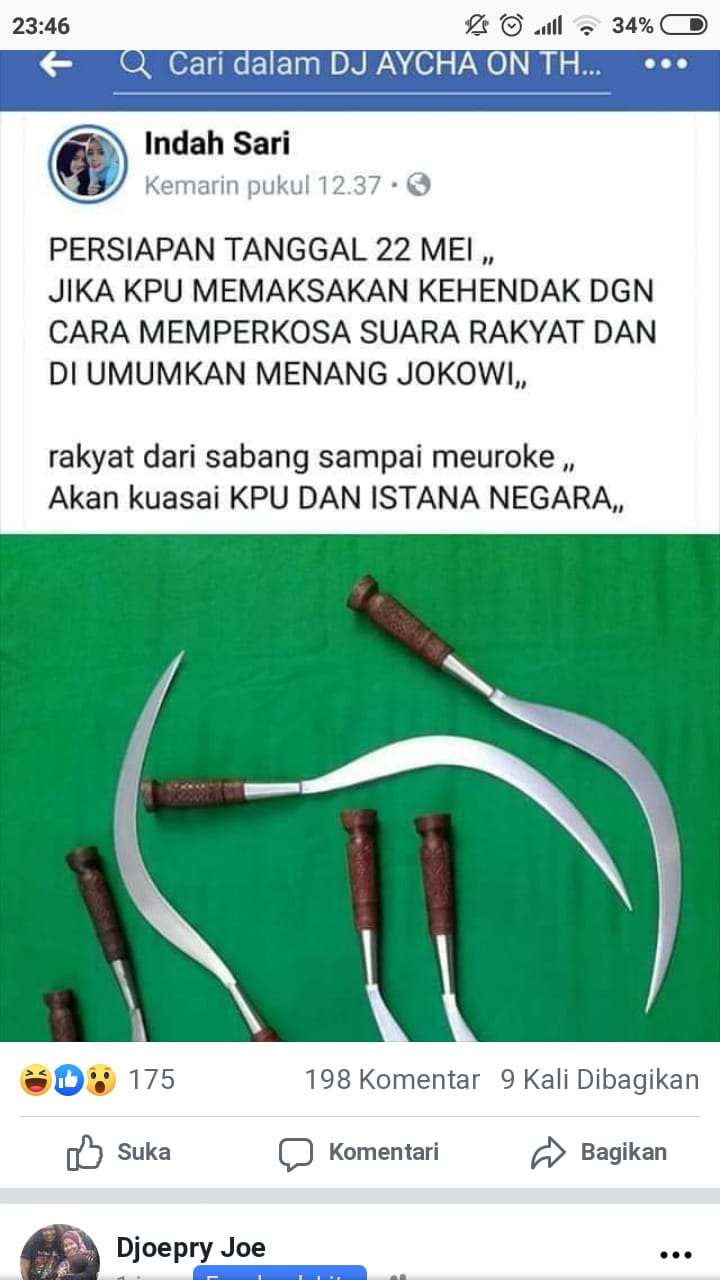 23:46
34%
Cari dalam DJ AYCHA ON TH...
Indah Sari
Kemarin pukul 12.37 •
PERSIAPAN TANGGAL 22 MEI ,,
JIKA KPU MEMAKSAKAN KEHENDAK DGN
CARA MEMPERKOSA SUARA RAKYAT DAN
DI UMUMKAN MENANG JOKOWI,,
rakyat dari sabang sampai meuroke ,,
Akan kuasai KPU DAN ISTANA NEGARA,,
175
198 Komentar 9 Kali Dibagikan
Suka Komentari Bagikan
Djoepry Joe